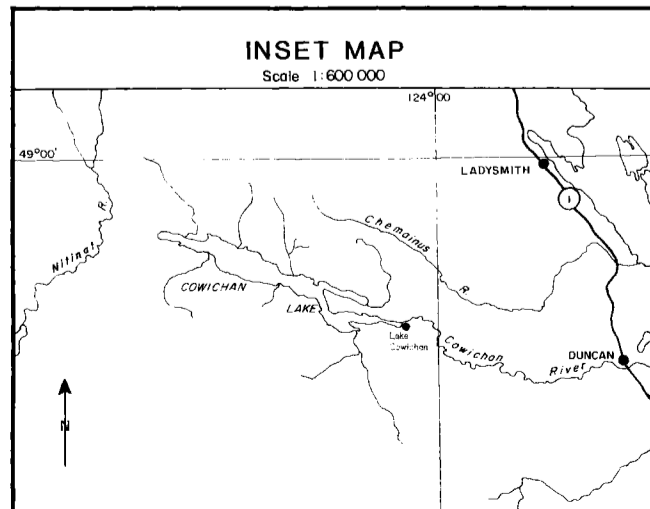 INSET MAP
Scale 1:600 000
124°00'
49°00'
LADYSMITH
1
Chemainus R.
Nitinat R.
COWICHAN LAKE
Lake Cowichan
Cowichan River
DUNCAN
N